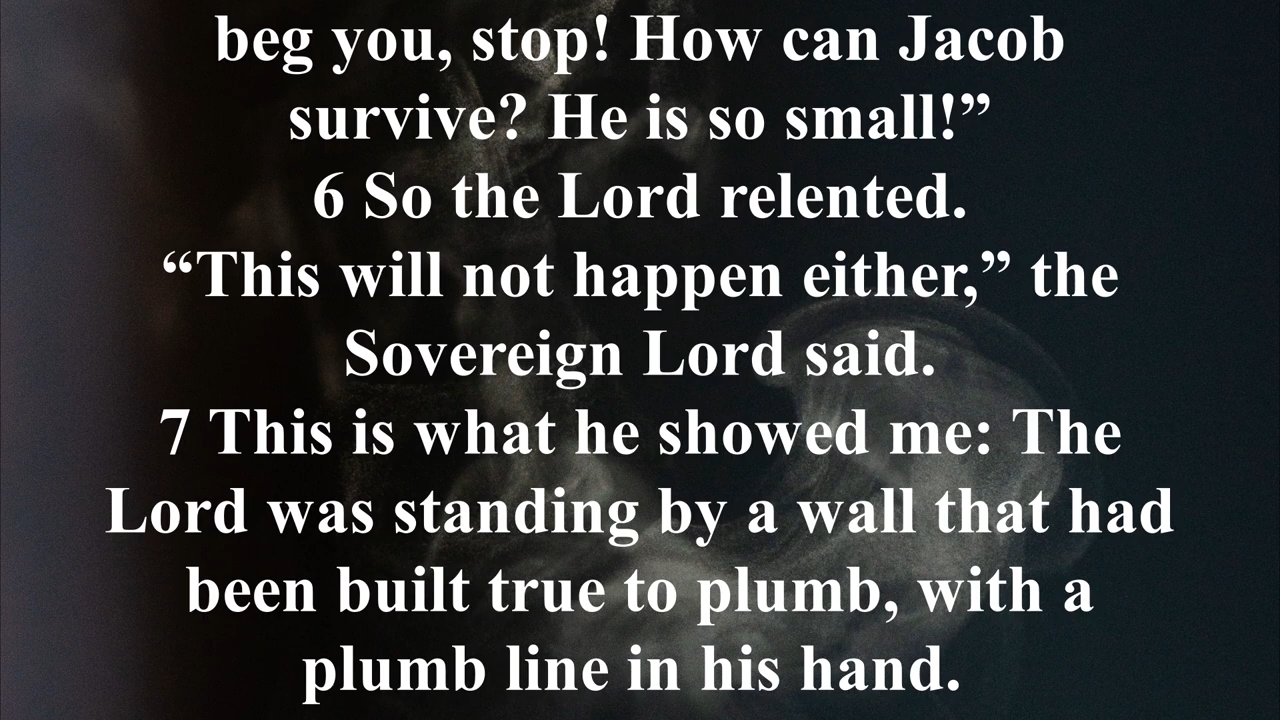 beg you, stop! How can Jacob
survive? He is so small!”
6 So the Lord relented.
“This will not happen either,” the
Sovereign Lord said.
7 This is what he showed me: The
Lord was standing by a wall that had
been built true to plumb, with a
plumb line in his hand.